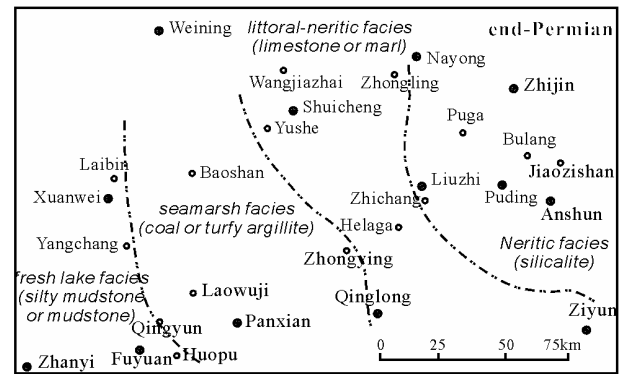 Weining
littoral-neritic facies
(limestone or marl)
end-Permian
Nayong
Wangjiazhai
Zhongling
Zhijin
Shuicheng
Puga
Yushe
Bulang
Laibin
Baoshan
Jiaozishan
Liuzhi
Xuanwei
Zhichang
Puding
seamarsh facies
Anshun
(coal or turfy argillite)
Helaga
Yangchang
Neritic facies
Zhongying
(silicalite)
fresh lake facies
(silty mudstone
or mudstone)
Laowuji
Qinglong
Qingyun
Panxian
Ziyun
Zhanyi
Fuyuan
Huopu
0 25 50 75km